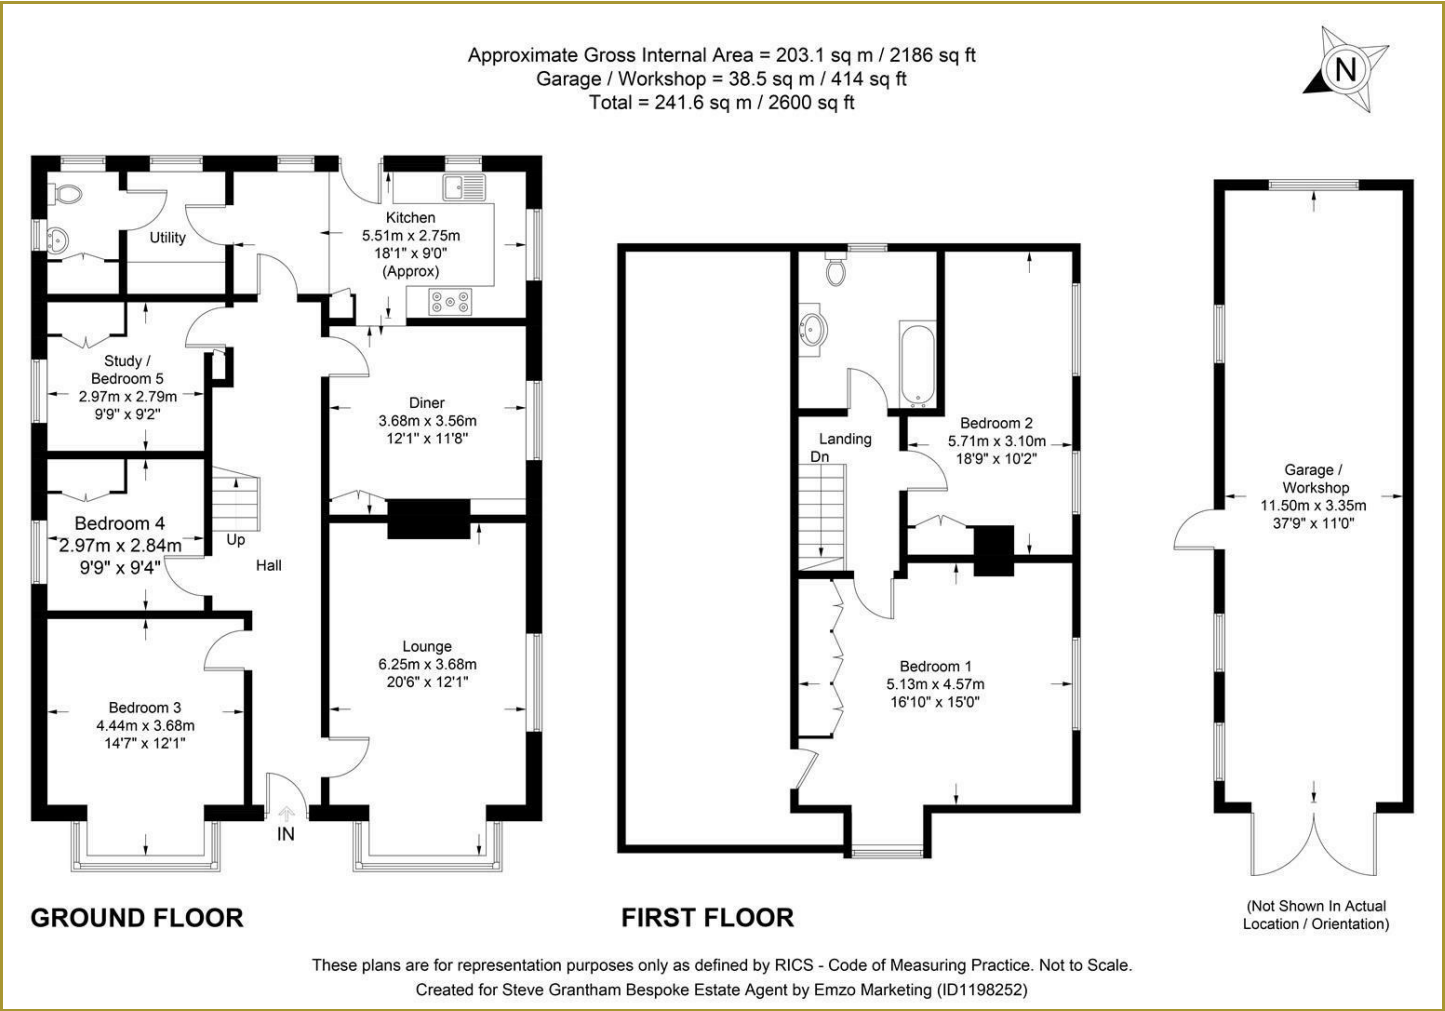 Approximate Gross Internal Area = 203.1 sq m / 2186 sq ft
Garage / Workshop = 38.5 sq m / 414 sq ft
Total = 241.6 sq m / 2600 sq ft
N
Utility
Kitchen
5.51m x 2.75m
18'1" x 9'0"
(Approx)
Study /
Bedroom 5
2.97m x 2.79m
9'9" x 9'2"
Diner
3.68m x 3.56m
12'1" x 11'8"
Bedroom 4
2.97m x 2.84m
9'9" x 9'4"
Up
Hall
Lounge
6.25m x 3.68m
20'6" x 12'1"
Bedroom 3
4.44m x 3.68m
14'7" x 12'1"
IN
GROUND FLOOR
Landing
Dn
Bedroom 2
5.71m x 3.10m
18'9" x 10'2"
Bedroom 1
5.13m x 4.57m
16'10" x 15'0"
FIRST FLOOR
Garage /
Workshop
11.50m x 3.35m
37'9" x 11'0"
(Not Shown In Actual
Location / Orientation)
These plans are for representation purposes only as defined by RICS - Code of Measuring Practice. Not to Scale.
Created for Steve Grantham Bespoke Estate Agent by Emzo Marketing (ID1198252)